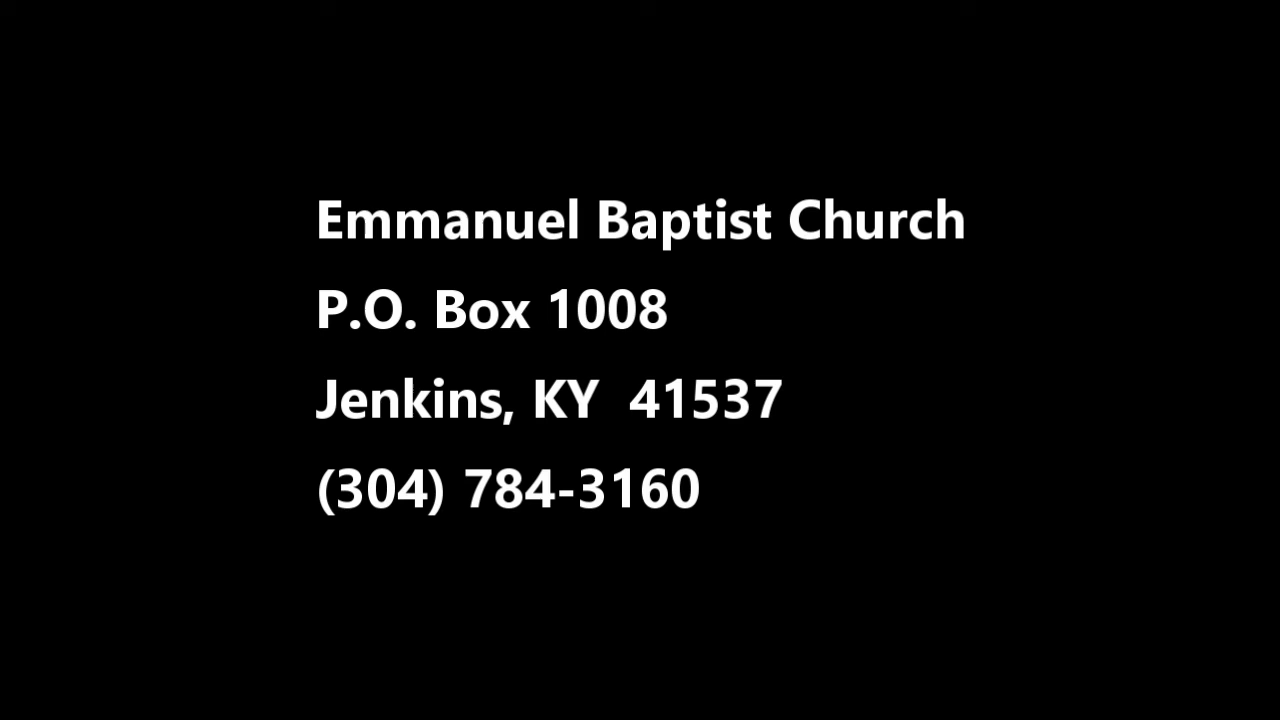 Emmanuel Baptist Church
P.O. Box 1008
Jenkins, KY  41537
(304) 784-3160